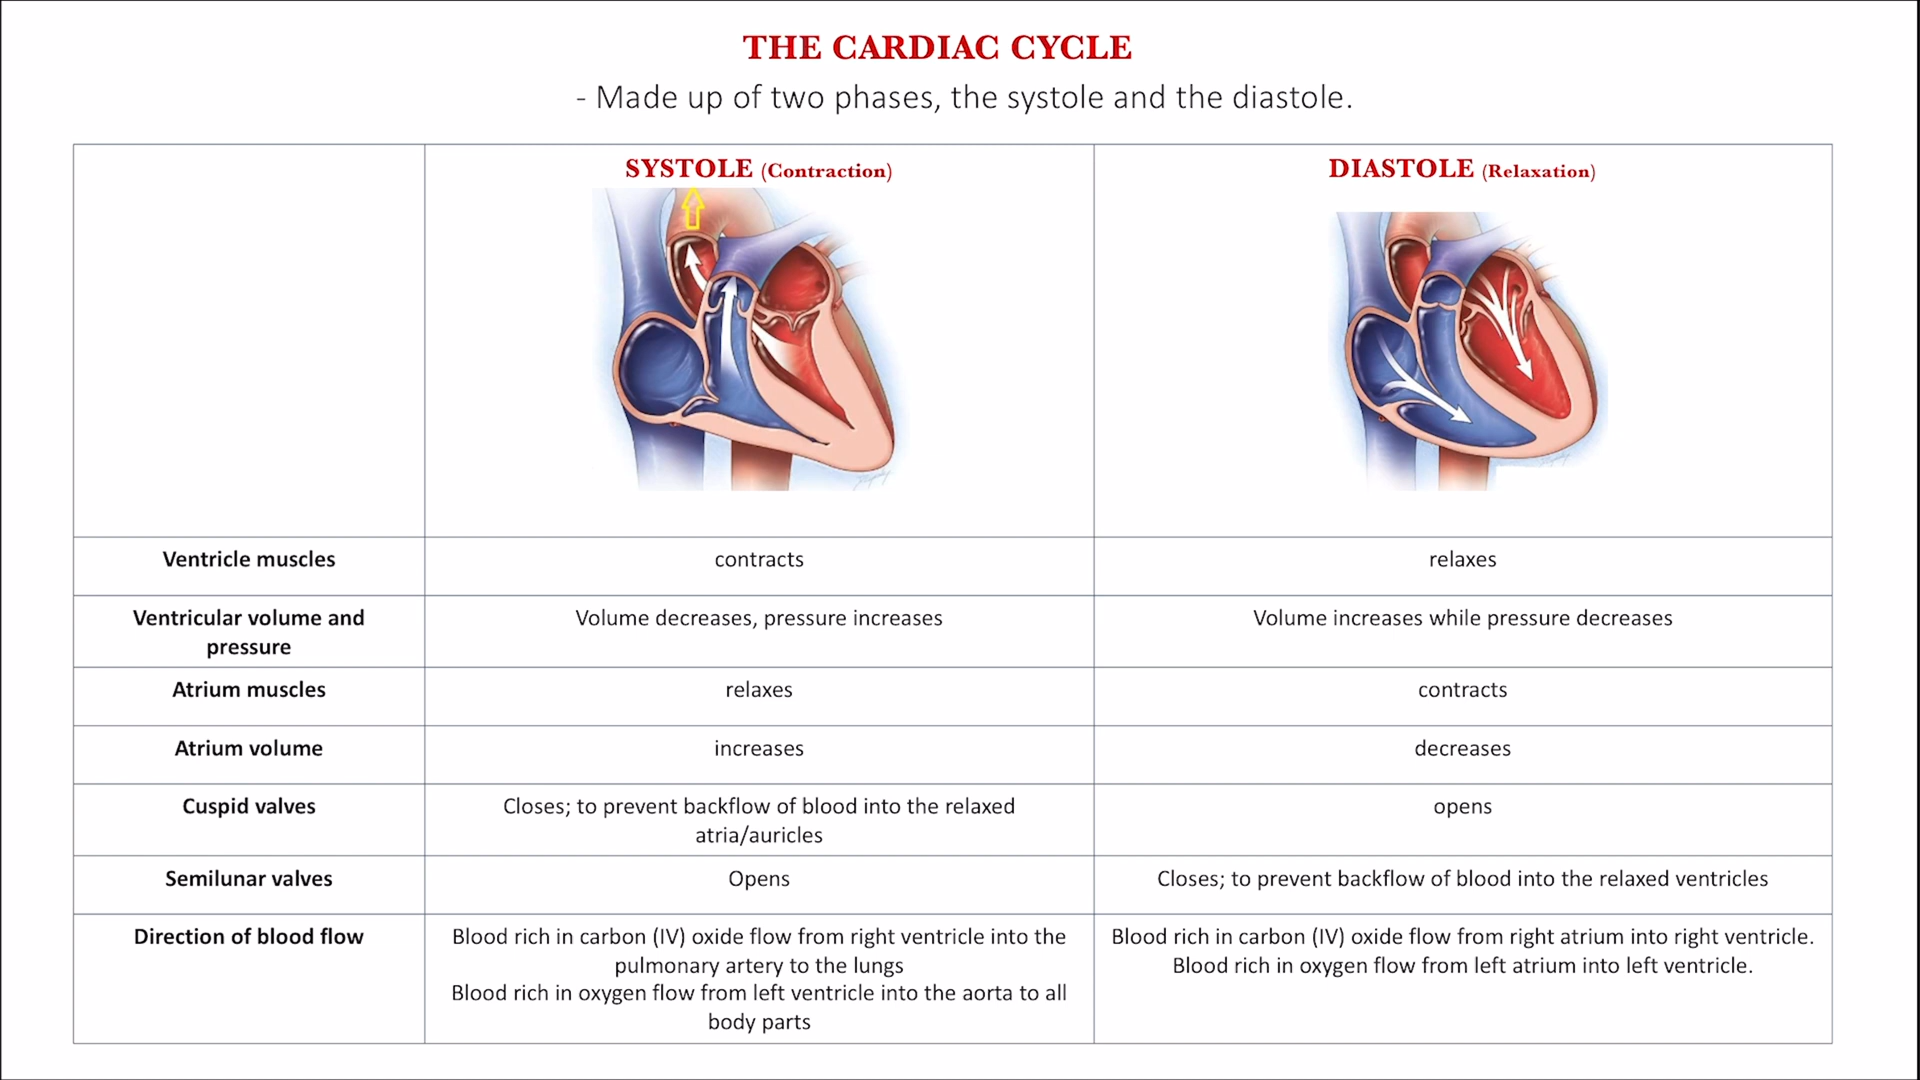 THE CARDIAC CYCLE
- Made up of two phases, the systole and the diastole.
SYSTOLE (Contraction)
DIASTOLE (Relaxation)
Ventricle muscles
contracts
relaxes
Ventricular volume and
pressure
Volume decreases, pressure increases
Volume increases while pressure decreases
Atrium muscles
relaxes
contracts
Atrium volume
increases
decreases
Cuspid valves
Closes; to prevent backflow of blood into the relaxed
atria/auricles
opens
Semilunar valves
Opens
Closes; to prevent backflow of blood into the relaxed ventricles
Direction of blood flow
Blood rich in carbon (IV) oxide flow from right ventricle into the
pulmonary artery to the lungs
Blood rich in oxygen flow from left ventricle into the aorta to all
body parts
Blood rich in carbon (IV) oxide flow from right atrium into right ventricle.
Blood rich in oxygen flow from left atrium into left ventricle.